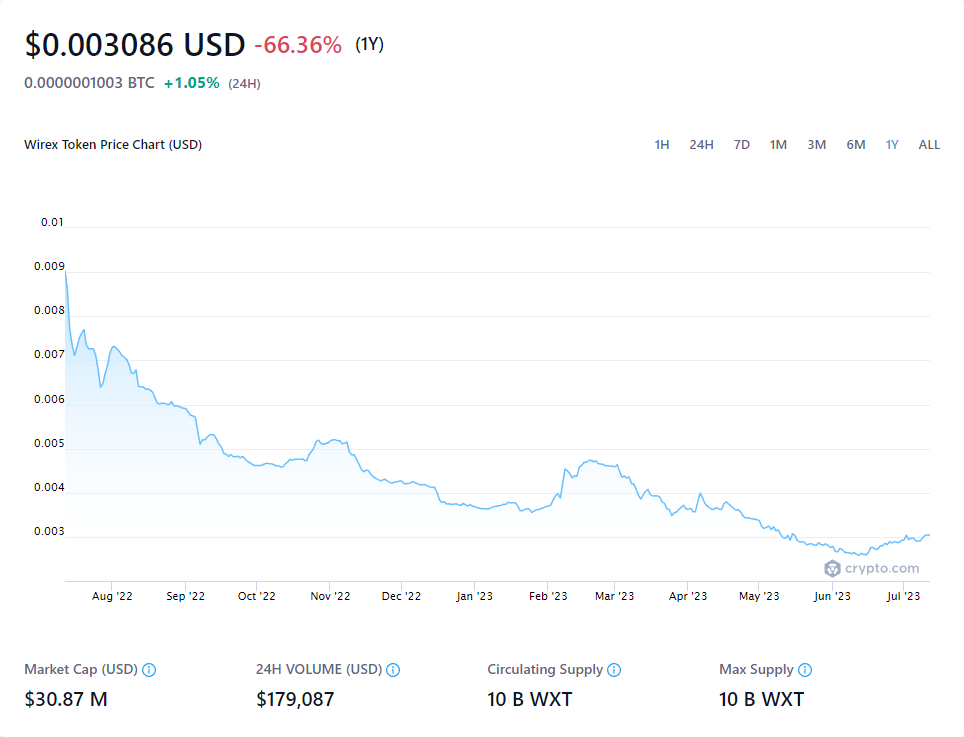 $0.003086 USD -66.36% (1Y)
0.0000001003 BTC +1.05% (24H)
Wirex Token Price Chart (USD) 1H 24H 7D 1M 3M 6M 1Y ALL
0.01
0.009
0.008
0.007
0.006
0.005
0.004
0.003
crypto.com
Aug '22 Sep '22 Oct '22 Nov '22 Dec '22 Jan '23 Feb '23 Mar '23 Apr '23 May '23 Jun '23 Jul '23
Market Cap (USD) 24H VOLUME (USD) Circulating Supply Max Supply
$30.87 M $179,087 10 B WXT 10 B WXT